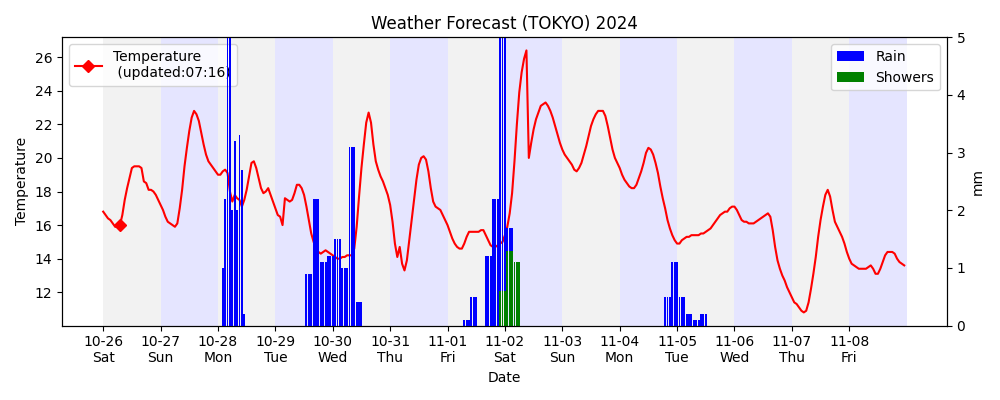 Weather Forecast (TOKYO) 2024
Temperature
(updated:07:16)
Rain
Showers
Temperature
26
24
22
20
18
16
14
12
5
4
3
2
1
0
mm
10-26 10-27 10-28 10-29 10-30 10-31 11-01 11-02 11-03 11-04 11-05 11-06 11-07 11-08
Sat Sun Mon Tue Wed Thu Fri Sat Sun Mon Tue Wed Thu Fri
Date